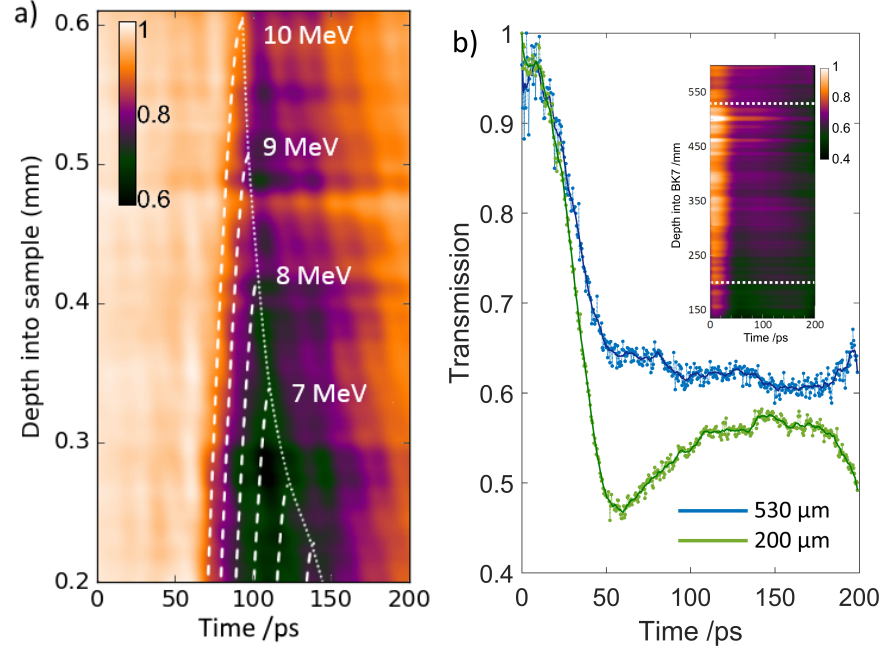 a)
0.6
0.5
0.4
0.3
0.2
Depth into sample (mm)
1
0.8
0.6
10 MeV
9 MeV
8 MeV
7 MeV
0
50
100
150
200
Time /ps
b)
1
0.9
0.8
0.7
0.6
0.5
0.4
Transmission
550
450
350
250
150
Depth into BK7 /mm
1
0.8
0.6
0.4
0
100
200
Time /ps
530 µm
200 µm
0
50
100
150
200
Time /ps